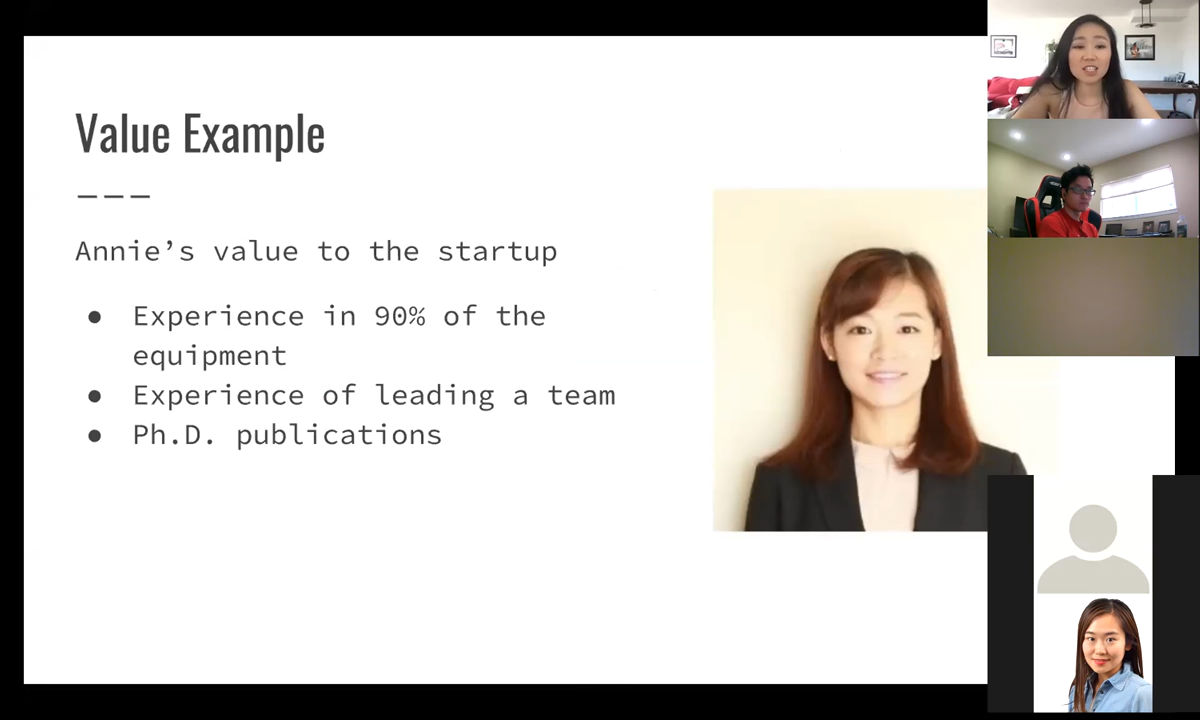 Value Example
Annie’s value to the startup
● Experience in 90% of the
equipment
● Experience of leading a team
● Ph.D. publications